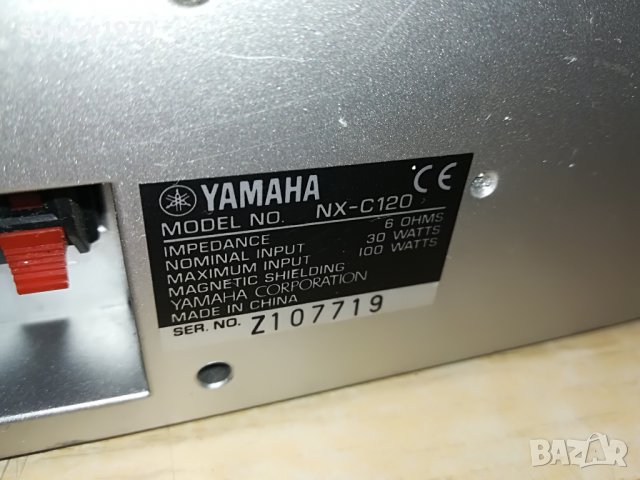 YAMAHA CE
MODEL NO. NX-C120
IMPEDANCE 6 OHMS
NOMINAL INPUT 30 WATTS
MAXIMUM INPUT 100 WATTS
MAGNETIC SHIELDING
YAMAHA CORPORATION
MADE IN CHINA
SER. NO. Z107719
BAZAR